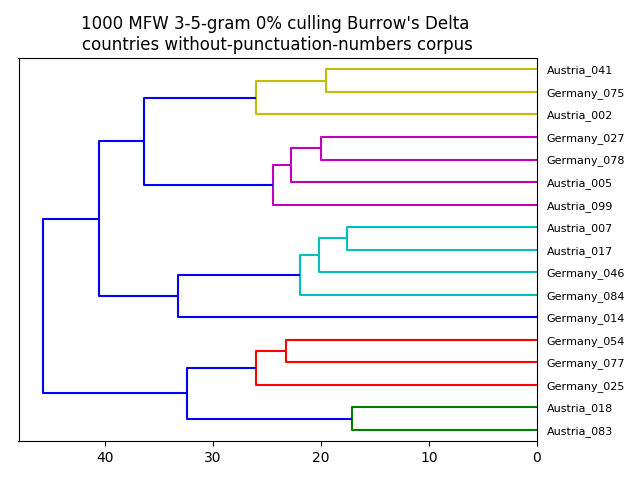 1000 MFW 3-5-gram 0% culling Burrow's Delta
countries without-punctuation-numbers corpus
Austria_041
Germany_075
Austria_002
Germany_027
Germany_078
Austria_005
Austria_099
Austria_007
Austria_017
Germany_046
Germany_084
Germany_014
Germany_054
Germany_077
Germany_025
Austria_018
Austria_083
40 30 20 10 0